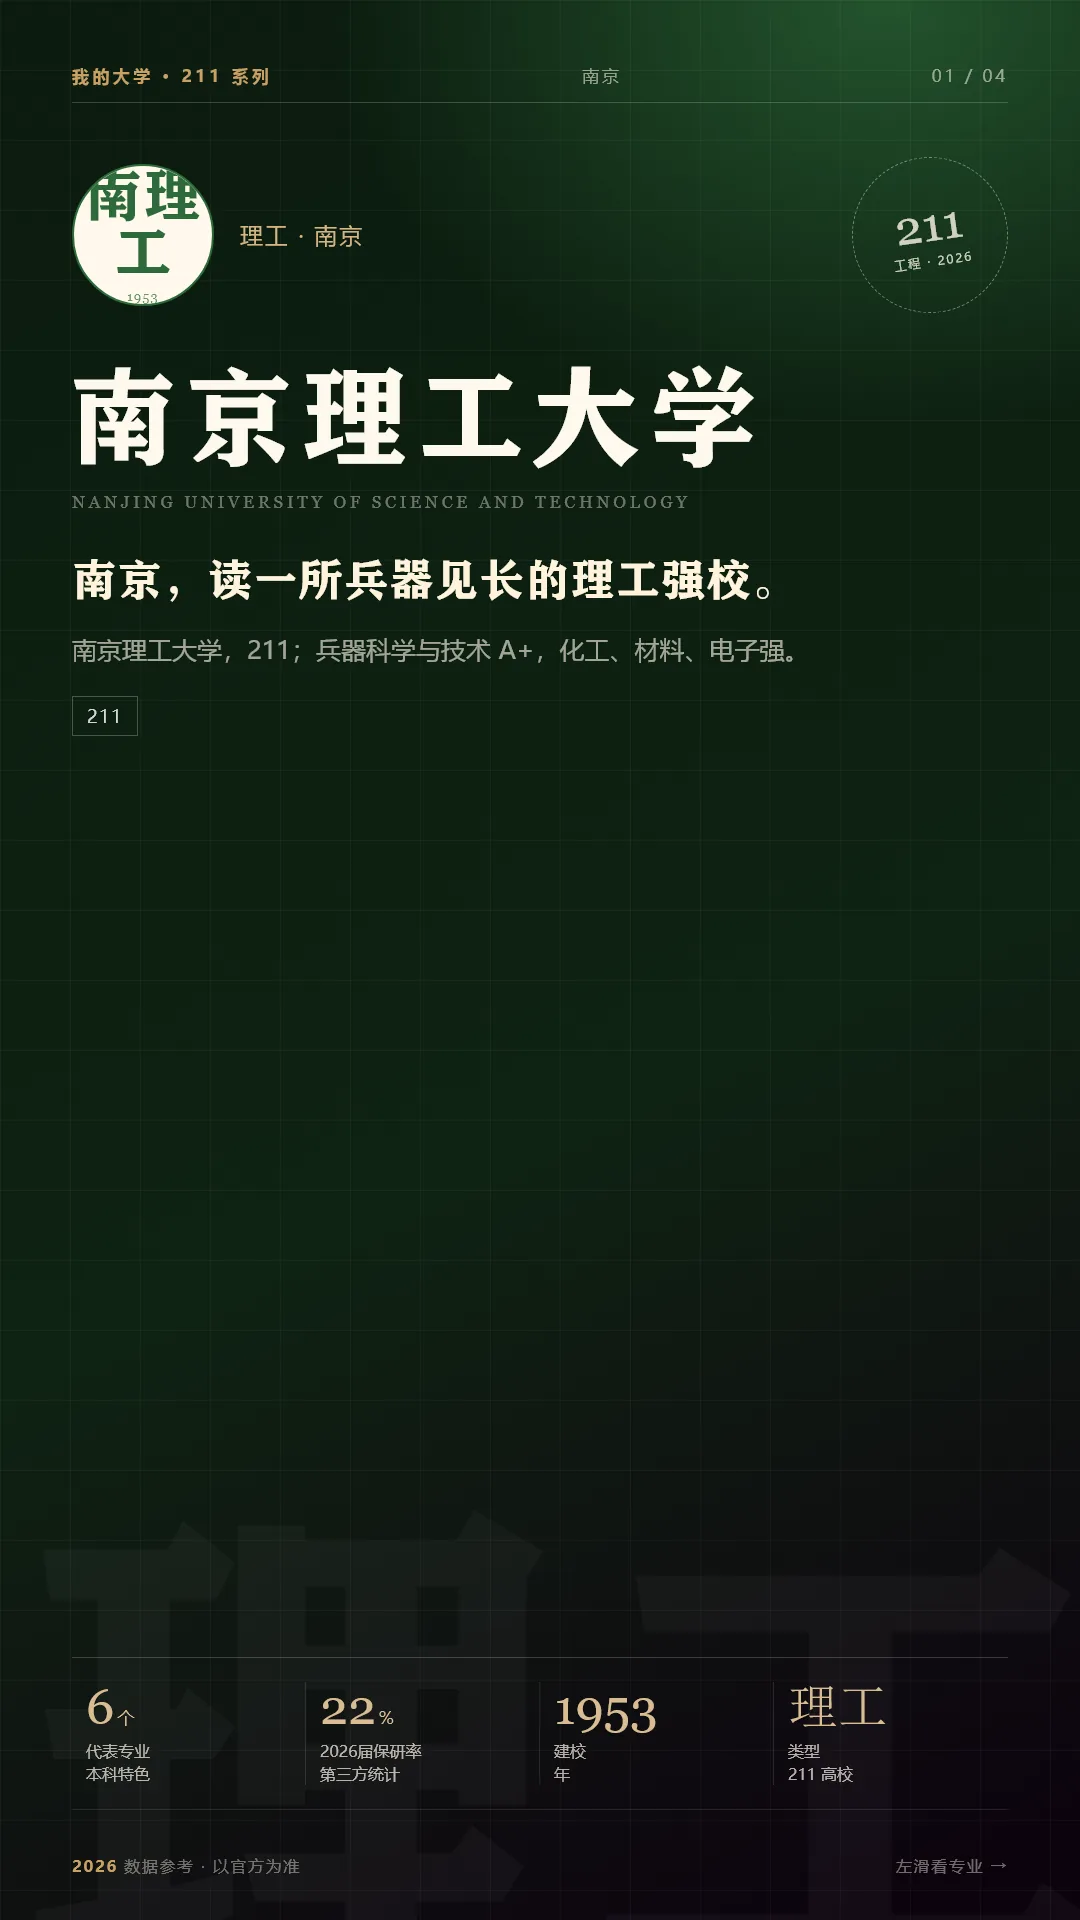 我的大学 · 211 系列
南京
01 / 04
南理
工
1953
理工 · 南京
211
工程 · 2026
南京理工大学
NANJING UNIVERSITY OF SCIENCE AND TECHNOLOGY
南京，读一所兵器见长的理工强校。
南京理工大学，211；兵器科学与技术 A+，化工、材料、电子强。
211
理工
6个
代表专业
本科特色
22%
2026届保研率
第三方统计
1953
建校
年
理工
类型
211 高校
2026 数据参考 · 以官方为准
左滑看专业 →